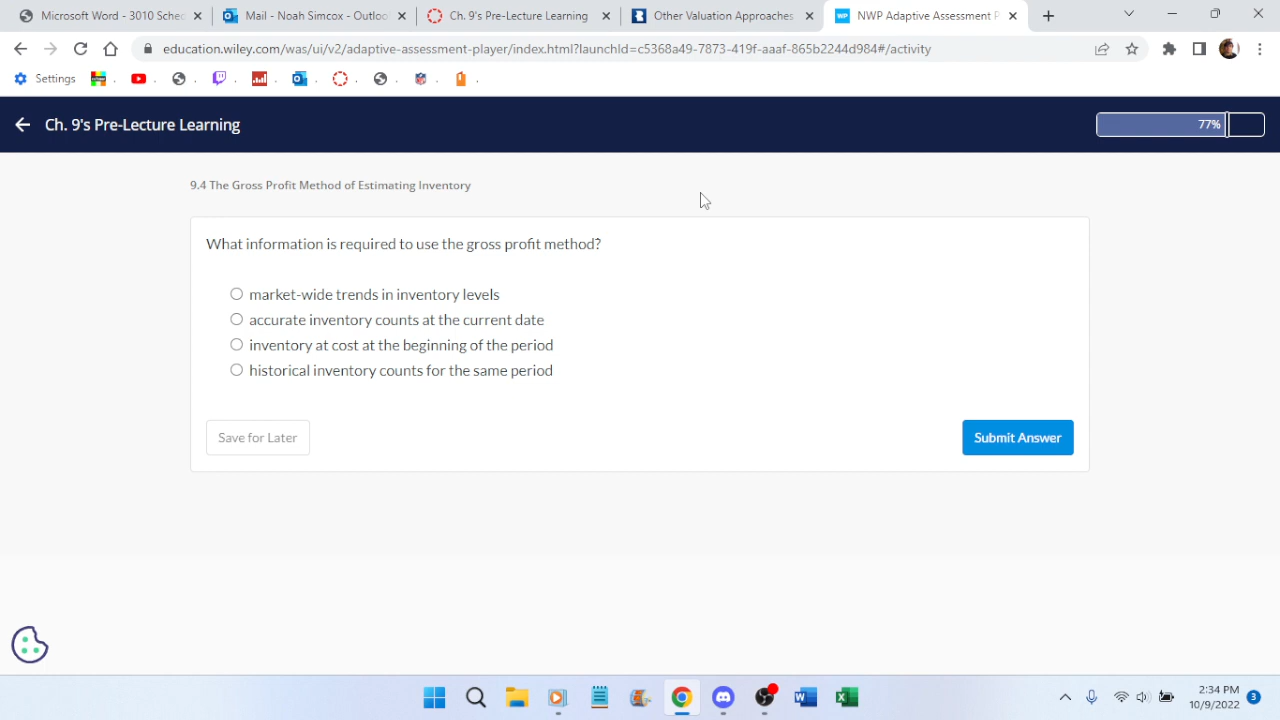 Microsoft Word - 3010 Sched
Mail - Noah Simcox - Outloo
Ch. 9's Pre-Lecture Learning
Other Valuation Approaches
NWP Adaptive Assessment P
education.wiley.com/was/ui/v2/adaptive-assessment-player/index.html?launchId=c5368a49-7873-419f-aaaf-865b2244d984#/activity
Settings
Ch. 9's Pre-Lecture Learning
77%
9.4 The Gross Profit Method of Estimating Inventory
What information is required to use the gross profit method?
market-wide trends in inventory levels
accurate inventory counts at the current date
inventory at cost at the beginning of the period
historical inventory counts for the same period
Save for Later
Submit Answer
2:34 PM
10/9/2022
3